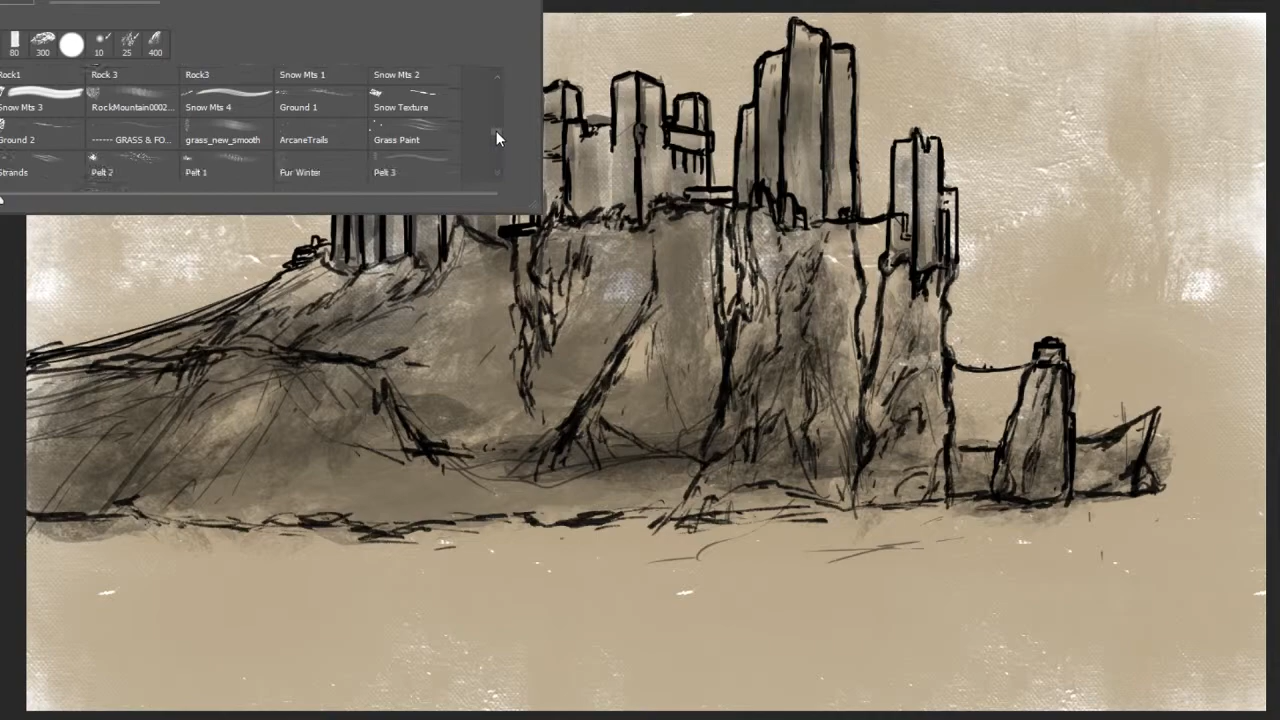 80 300 10 25 400
Rock1 Rock 3 Rock3 Snow Mts 1 Snow Mts 2
Snow Mts 3 RockMountain0002... Snow Mts 4 Ground 1 Snow Texture
Ground 2 ------ GRASS & FO... grass_new_smooth ArcaneTrails Grass Paint
Strands Pelt 2 Pelt 1 Fur Winter Pelt 3